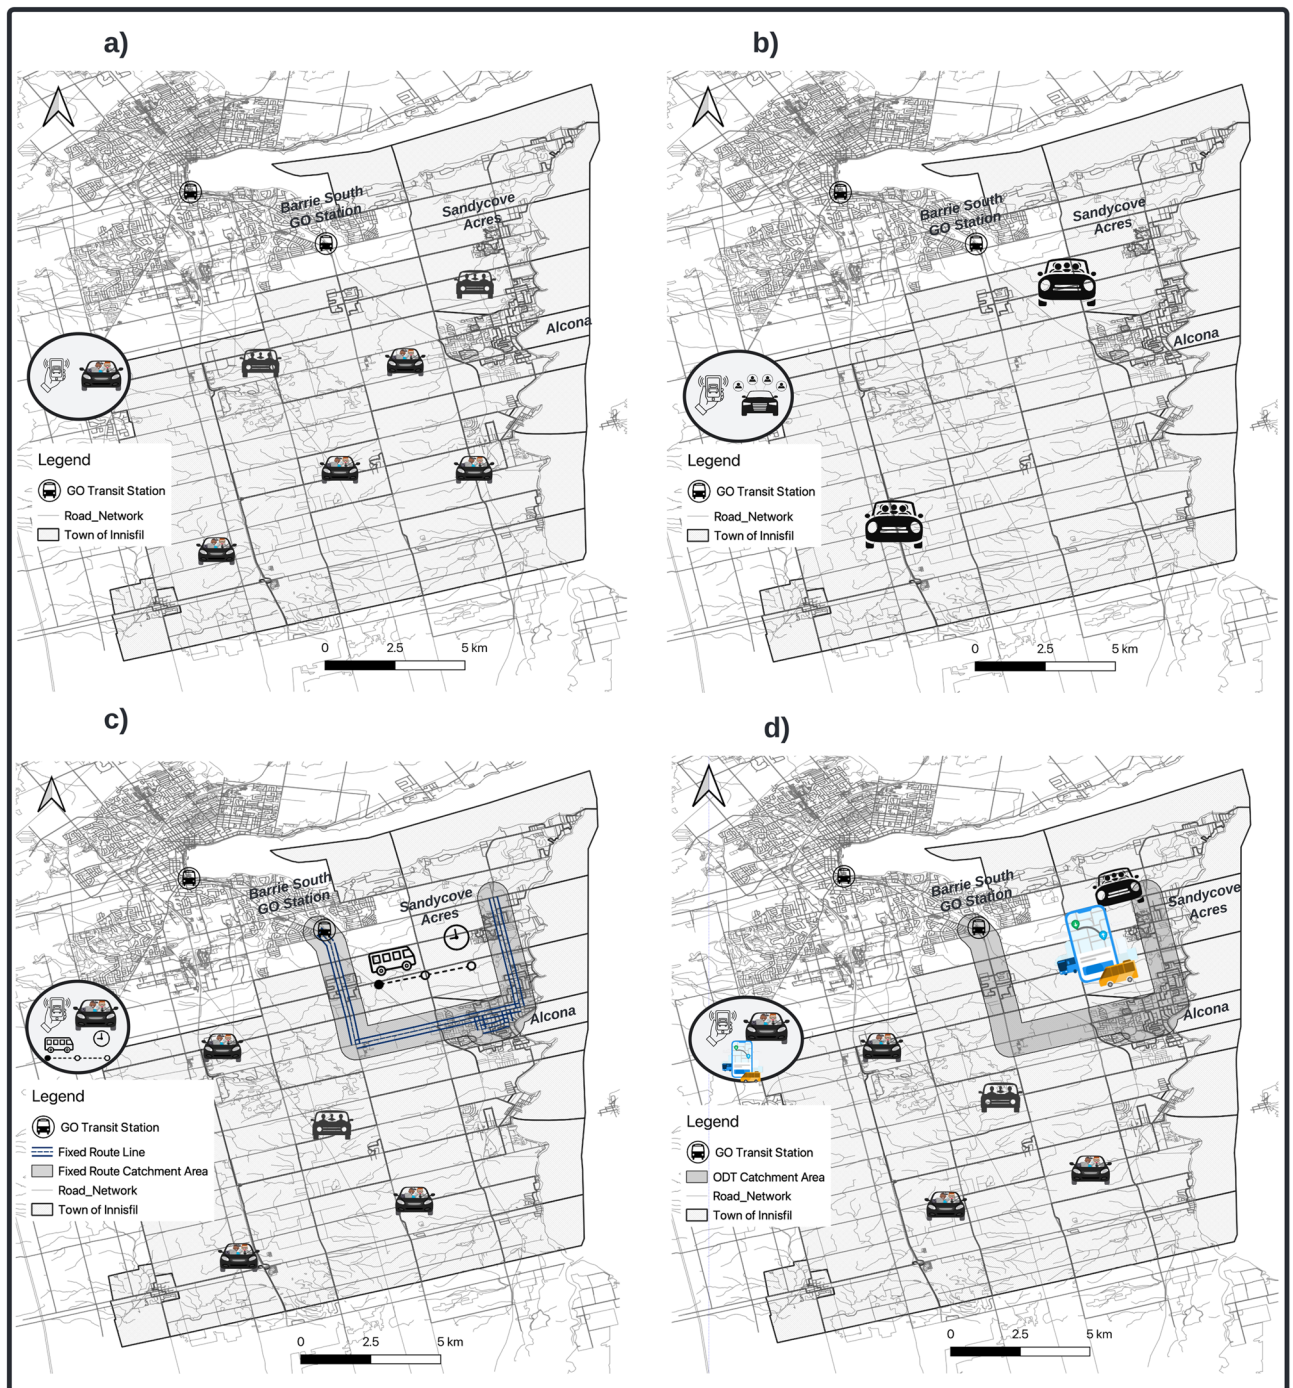 a)
Barrie South
GO Station
Sandycove
Acres
Alcona
Legend
GO Transit Station
Road_Network
Town of Innisfil
0 2.5 5 km
b)
Barrie South
GO Station
Sandycove
Acres
Alcona
Legend
GO Transit Station
Road_Network
Town of Innisfil
0 2.5 5 km
c)
Barrie South
GO Station
Sandycove
Acres
Alcona
Legend
GO Transit Station
Fixed Route Line
Fixed Route Catchment Area
Road_Network
Town of Innisfil
0 2.5 5 km
d)
Barrie South
GO Station
Sandycove
Acres
Alcona
Legend
GO Transit Station
ODT Catchment Area
Road_Network
Town of Innisfil
0 2.5 5 km